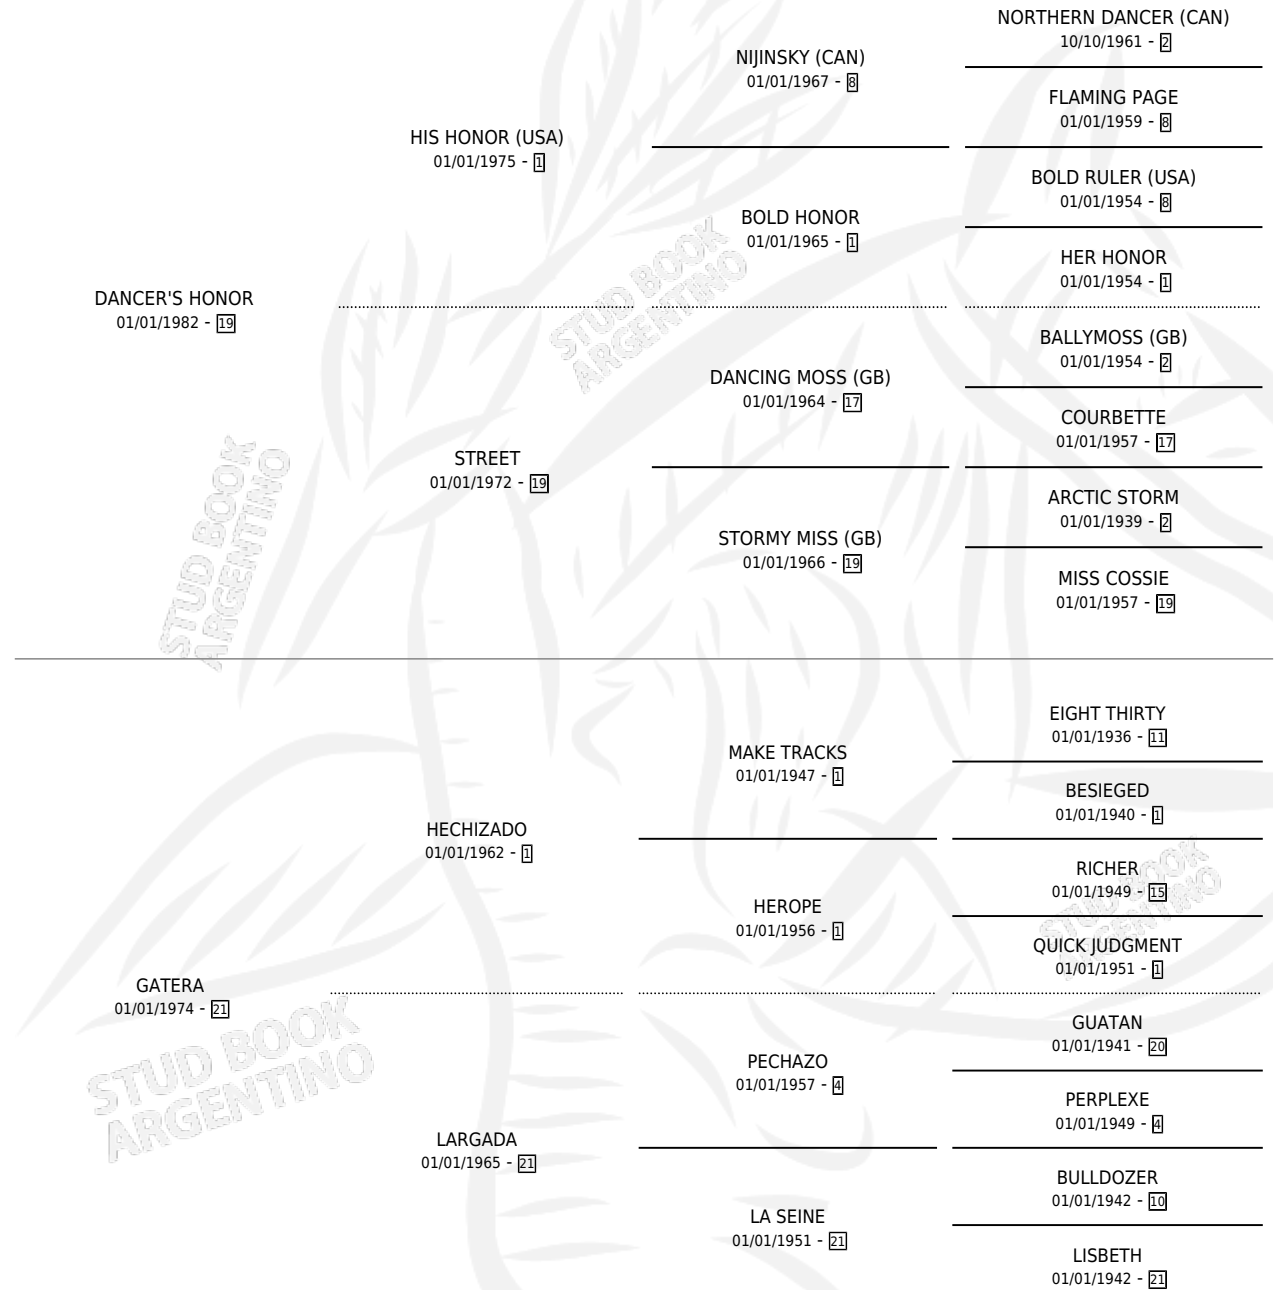 NORTHERN DANCER (CAN)
10/10/1961 - 2
NIJINSKY (CAN)
01/01/1967 - 8
FLAMING PAGE
01/01/1959 - 8
HIS HONOR (USA)
01/01/1975 - 1
BOLD RULER (USA)
01/01/1954 - 8
BOLD HONOR
01/01/1965 - 1
HER HONOR
01/01/1954 - 1
DANCER'S HONOR
01/01/1982 - 19
BALLYMOSS (GB)
01/01/1954 - 2
DANCING MOSS (GB)
01/01/1964 - 17
COURBETTE
01/01/1957 - 17
STREET
01/01/1972 - 19
ARCTIC STORM
01/01/1939 - 2
STORMY MISS (GB)
01/01/1966 - 19
MISS COSSIE
01/01/1957 - 19
STUD BOOK
ARGENTINO
STUD BOOK
ARGENTINO
EIGHT THIRTY
01/01/1936 - 11
MAKE TRACKS
01/01/1947 - 1
BESIEGED
01/01/1940 - 1
HECHIZADO
01/01/1962 - 1
RICHER
01/01/1949 - 15
HEROPE
01/01/1956 - 1
QUICK JUDGMENT
01/01/1951 - 1
GATERA
01/01/1974 - 21
GUATAN
01/01/1941 - 20
PECHAZO
01/01/1957 - 4
PERPLEXE
01/01/1949 - 4
LARGADA
01/01/1965 - 21
BULLDOZER
01/01/1942 - 10
LA SEINE
01/01/1951 - 21
LISBETH
01/01/1942 - 21
STUD BOOK
ARGENTINO
STUD BOOK
ARGENTINO